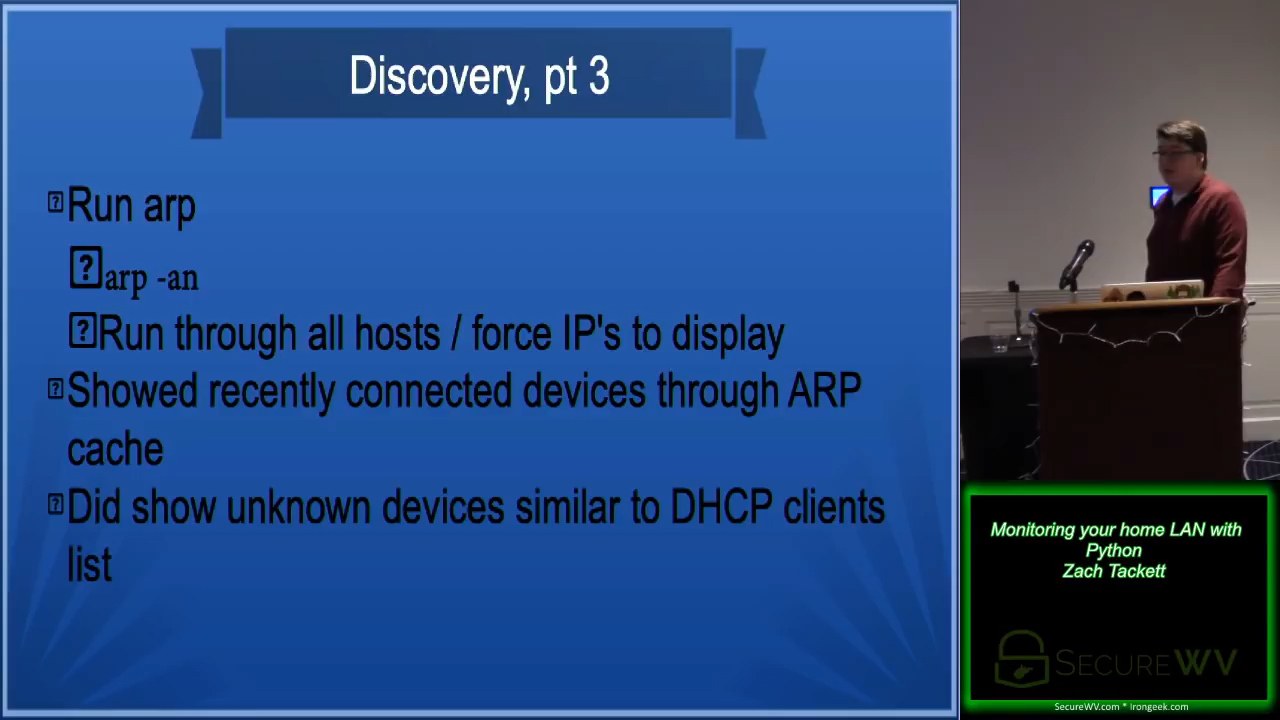 Discovery, pt 3
Run arp
arp -an
Run through all hosts / force IP's to display
Showed recently connected devices through ARP
cache
Did show unknown devices similar to DHCP clients
list
Monitoring your home LAN with
Python
Zach Tackett
SECUREWV
SecureWV.com * Irongeek.com